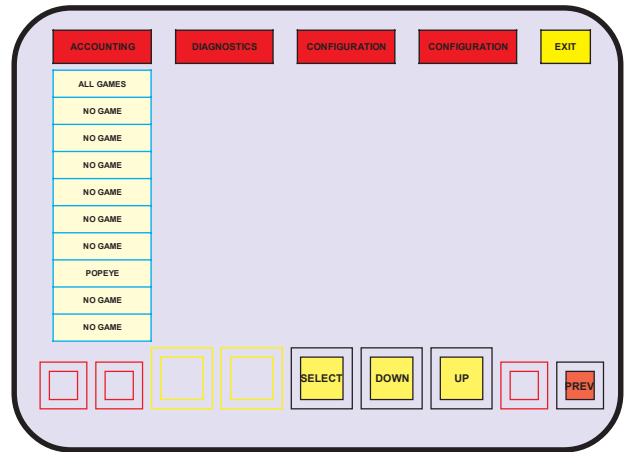 ACCOUNTING DIAGNOSTICS CONFIGURATION CONFIGURATION EXIT
ALL GAMES
NO GAME
NO GAME
NO GAME
NO GAME
NO GAME
NO GAME
POPEYE
NO GAME
NO GAME
SELECT DOWN UP PREV